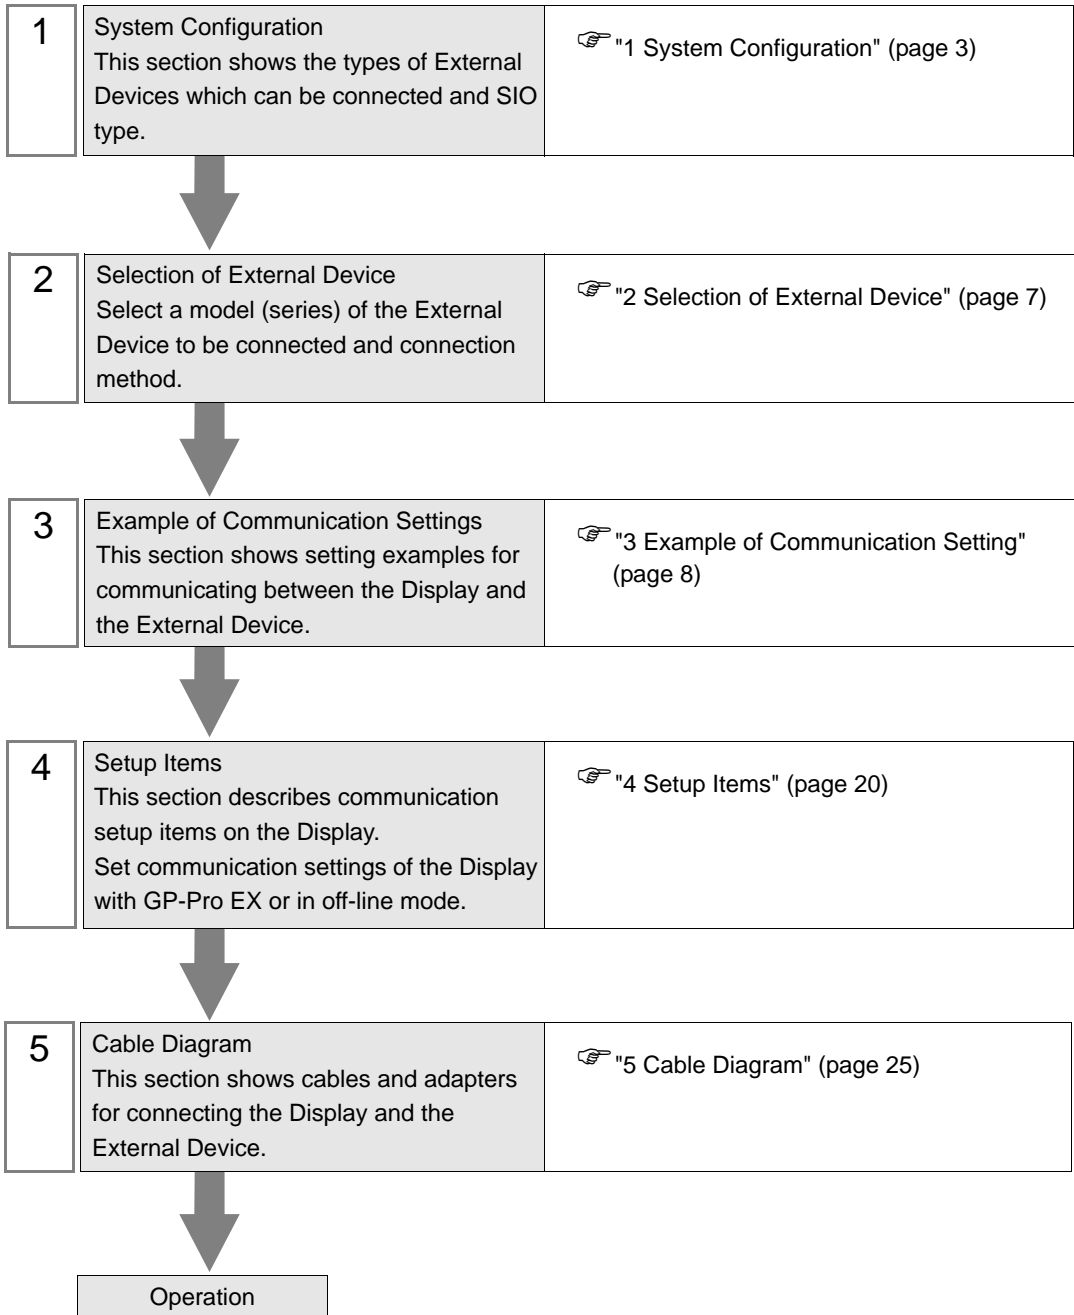 1
System Configuration
This section shows the types of External
Devices which can be connected and SIO
type.
"1 System Configuration" (page 3)
2
Selection of External Device
Select a model (series) of the External
Device to be connected and connection
method.
"2 Selection of External Device" (page 7)
3
Example of Communication Settings
This section shows setting examples for
communicating between the Display and
the External Device.
"3 Example of Communication Setting"
(page 8)
4
Setup Items
This section describes communication
setup items on the Display.
Set communication settings of the Display
with GP-Pro EX or in off-line mode.
"4 Setup Items" (page 20)
5
Cable Diagram
This section shows cables and adapters
for connecting the Display and the
External Device.
"5 Cable Diagram" (page 25)
Operation